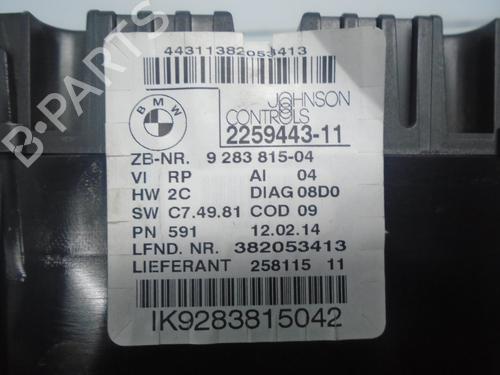 44311382053413
BMW
JOHNSON
CONTROLS
2259443-11
ZB-NR. 9 283 815-04
VI RP AI 04
HW 2C DIAG 08D0
SW C7.49.81 COD 09
PN 591 12.02.14
LFND. NR. 382053413
LIEFERANT 258115 11
IK9283815042